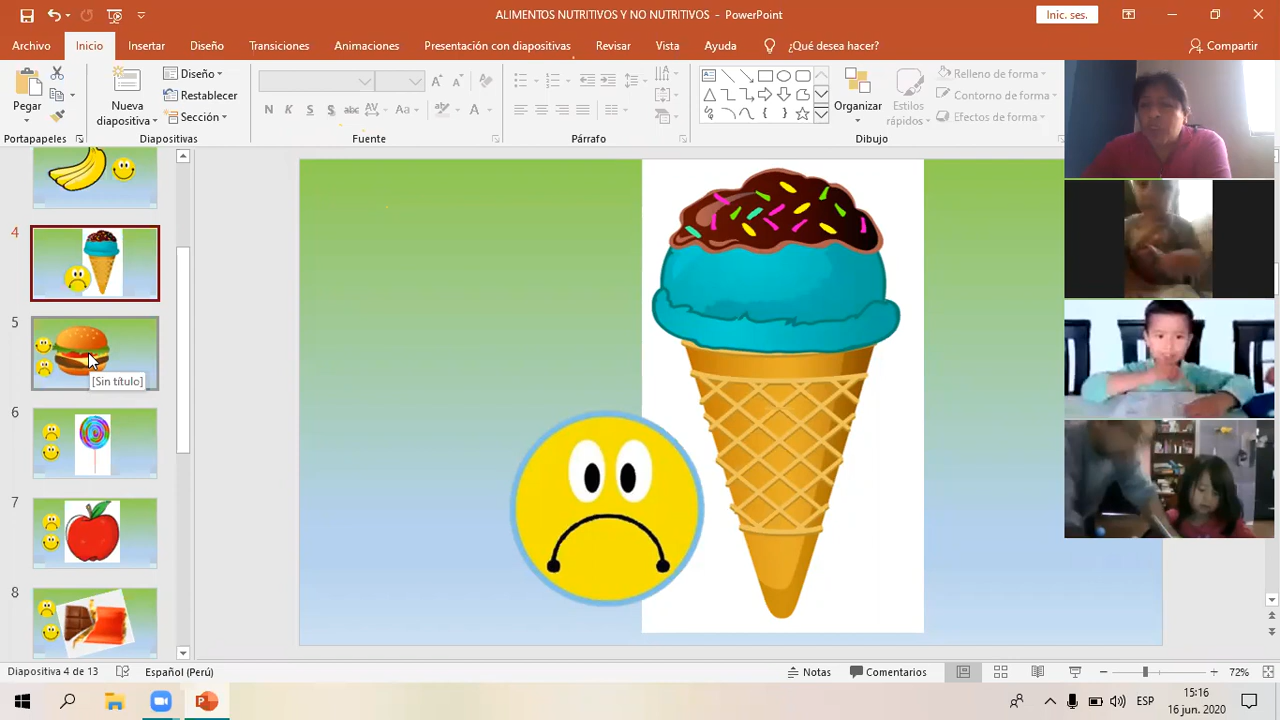 ALIMENTOS NUTRITIVOS Y NO NUTRITIVOS - PowerPoint
Inic. ses.
Archivo Inicio Insertar Diseño Transiciones Animaciones Presentación con diapositivas Revisar Vista Ayuda ¿Qué desea hacer? Compartir
Pegar
Nueva diapositiva
Diseño
Restablecer
Sección
N K S S abc AV Aa A
Organizar
Estilos rápidos
Relleno de forma
Contorno de forma
Efectos de forma
Portapapeles Diapositivas Fuente Párrafo Dibujo
4
5
[Sin título]
6
7
8
Diapositiva 4 de 13 Español (Perú) Notas Comentarios 72%
ESP 15:16
16 jun. 2020